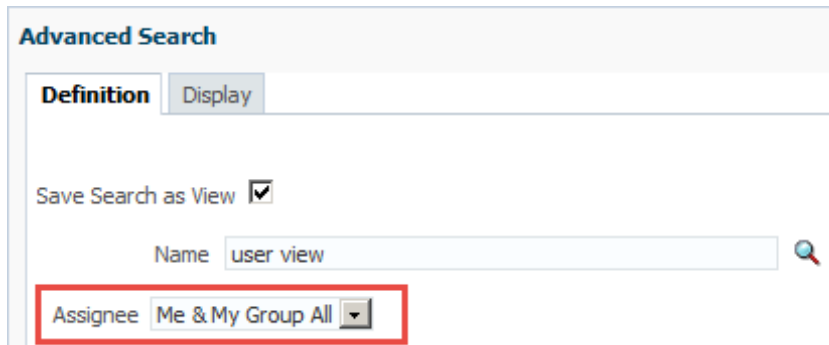 Advanced Search
Definition Display
Save Search as View
Name user view
Assignee Me & My Group All